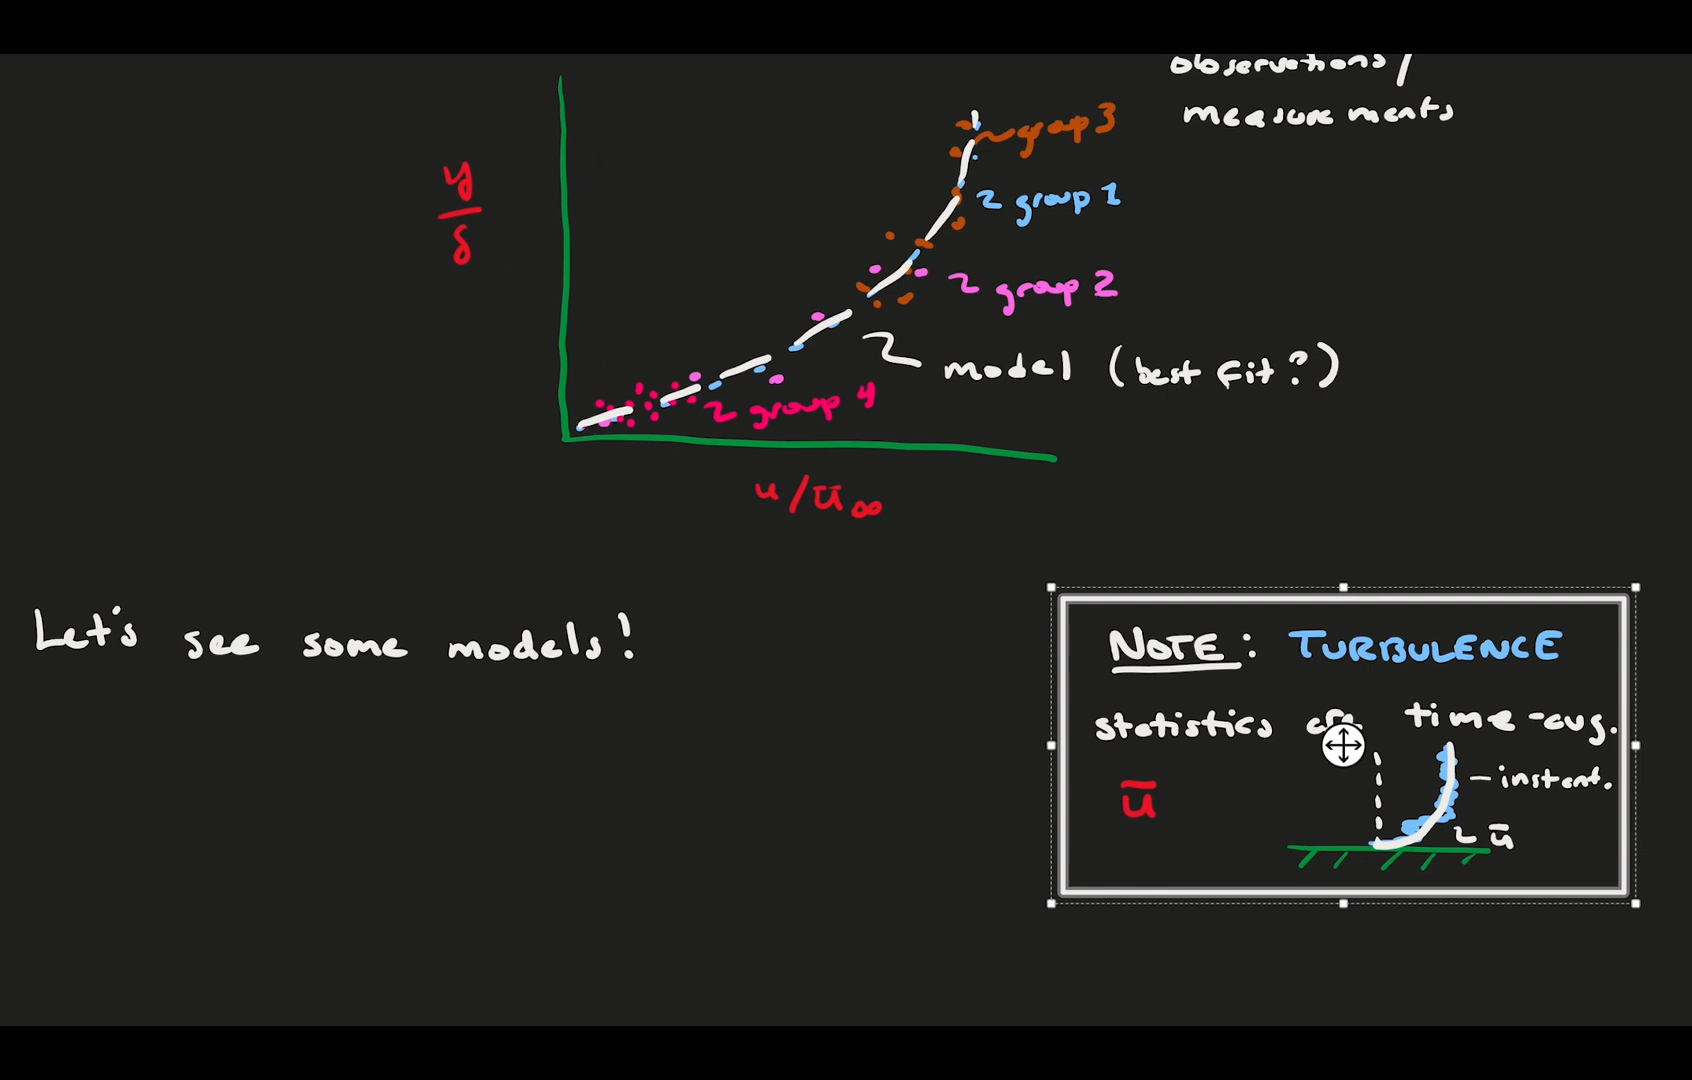 observations/
measurements
y/δ
~ group 3
~ group 1
~ group 2
~ model (best fit?)
~ group 4
u/ū∞
Let's see some models!
NOTE: TURBULENCE
statistics are time-avg.
ū
– instant.
~ ū